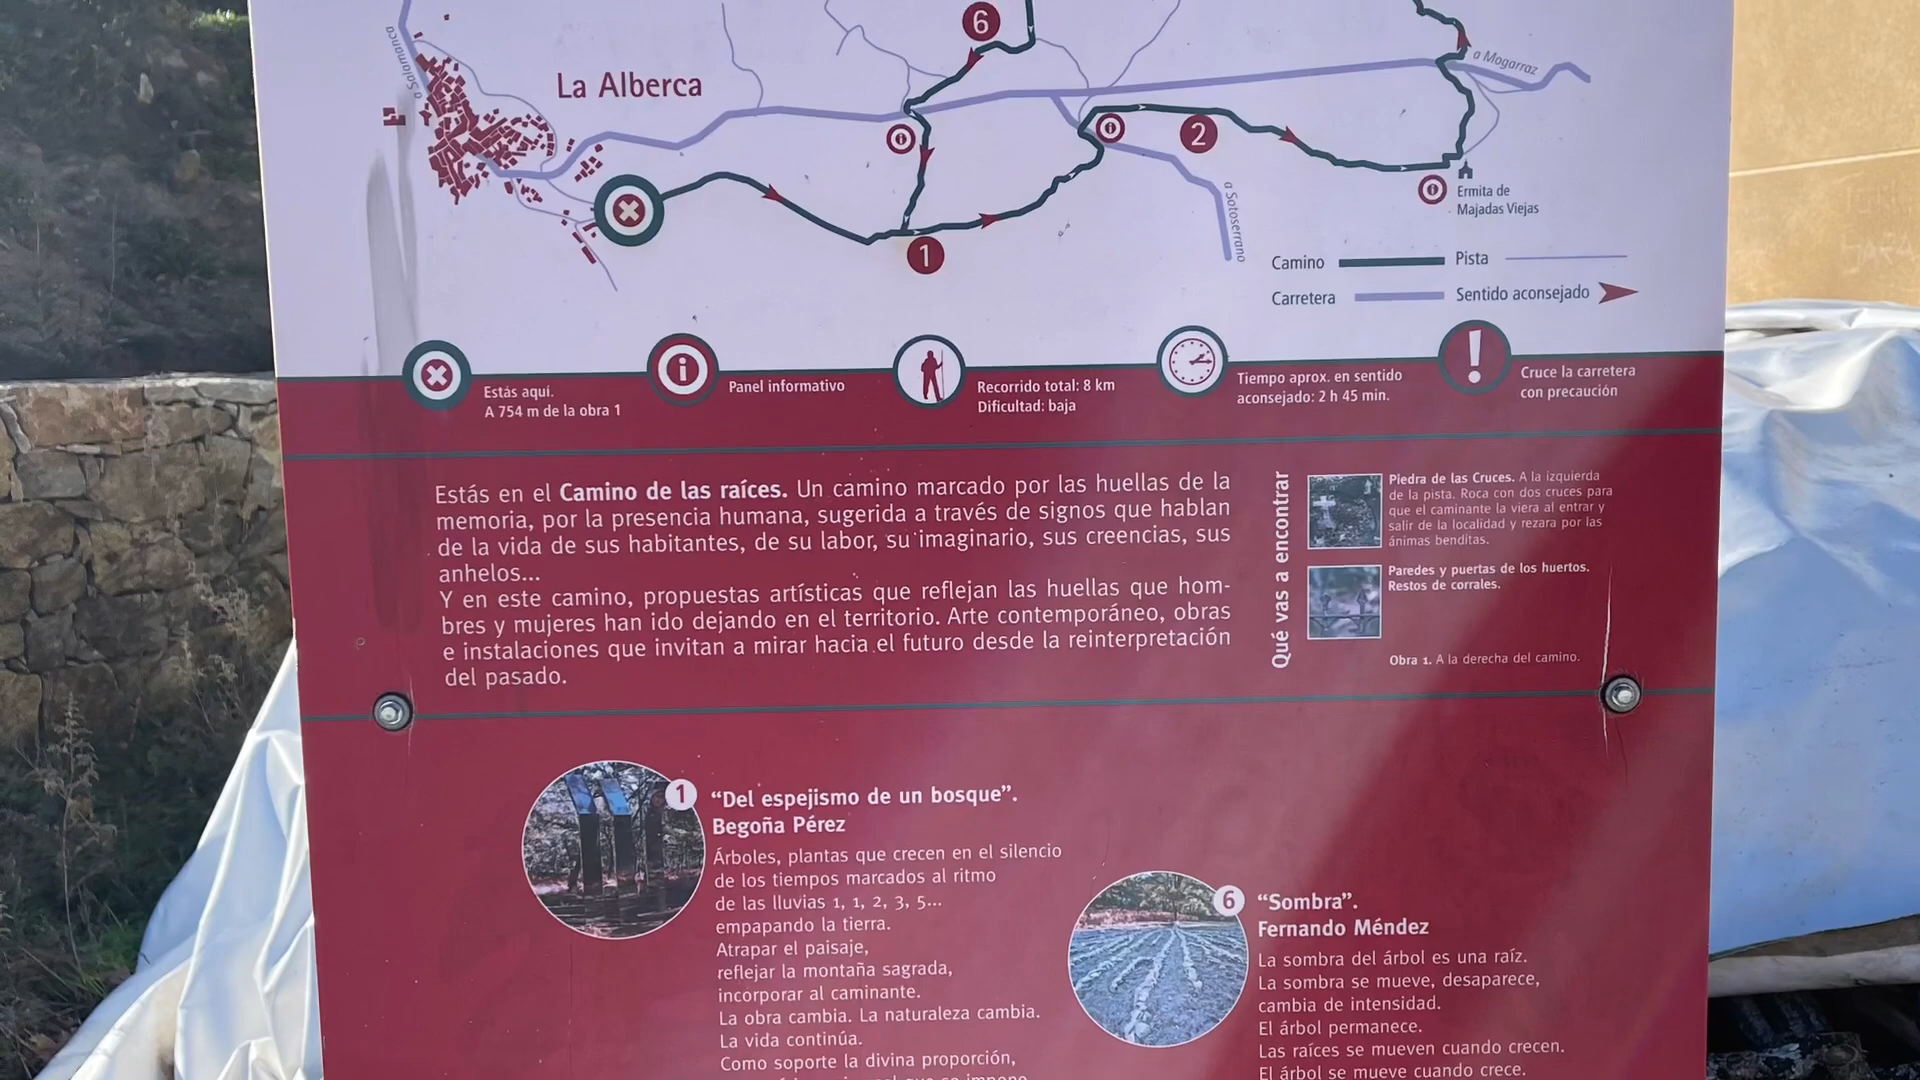 6
a Salamanca
La Alberca
a Mogarraz
2
Ermita de
Majadas Viejas
a Sotoserrano
1
Camino
Pista
Carretera
Sentido aconsejado
Estás aquí.
A 754 m de la obra 1
Panel informativo
Recorrido total: 8 km
Dificultad: baja
Tiempo aprox. en sentido
aconsejado: 2 h 45 min.
Cruce la carretera
con precaución
Estás en el Camino de las raíces. Un camino marcado por las huellas de la
memoria, por la presencia humana, sugerida a través de signos que hablan
de la vida de sus habitantes, de su labor, su imaginario, sus creencias, sus
anhelos...
Y en este camino, propuestas artísticas que reflejan las huellas que hom-
bres y mujeres han ido dejando en el territorio. Arte contemporáneo, obras
e instalaciones que invitan a mirar hacia el futuro desde la reinterpretación
del pasado.
Qué vas a encontrar
Piedra de las Cruces. A la izquierda
de la pista. Roca con dos cruces para
que el caminante la viera al entrar y
salir de la localidad y rezara por las
ánimas benditas.
Paredes y puertas de los huertos.
Restos de corrales.
Obra 1. A la derecha del camino.
1
“Del espejismo de un bosque”.
Begoña Pérez
Árboles, plantas que crecen en el silencio
de los tiempos marcados al ritmo
de las lluvias 1, 1, 2, 3, 5...
empapando la tierra.
Atrapar el paisaje,
reflejar la montaña sagrada,
incorporar al caminante.
La obra cambia. La naturaleza cambia.
La vida continúa.
Como soporte la divina proporción,
6
“Sombra”.
Fernando Méndez
La sombra del árbol es una raíz.
La sombra se mueve, desaparece,
cambia de intensidad.
El árbol permanece.
Las raíces se mueven cuando crecen.
El árbol se mueve cuando crece.